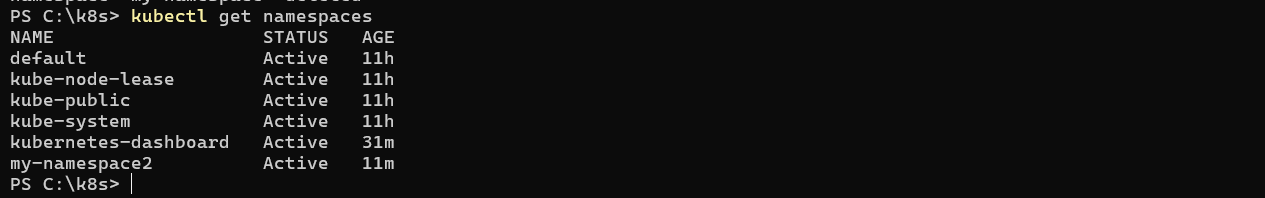 PS C:\k8s> kubectl get namespaces
NAME                   STATUS   AGE
default                Active   11h
kube-node-lease        Active   11h
kube-public            Active   11h
kube-system            Active   11h
kubernetes-dashboard   Active   31m
my-namespace2          Active   11m
PS C:\k8s>